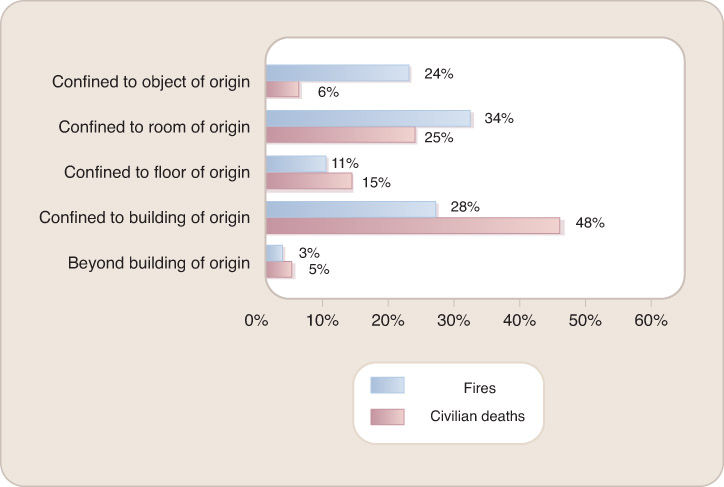 Confined to object of origin
24%
6%
Confined to room of origin
34%
25%
Confined to floor of origin
11%
15%
Confined to building of origin
28%
48%
Beyond building of origin
3%
5%
0% 10% 20% 30% 40% 50% 60%
Fires
Civilian deaths